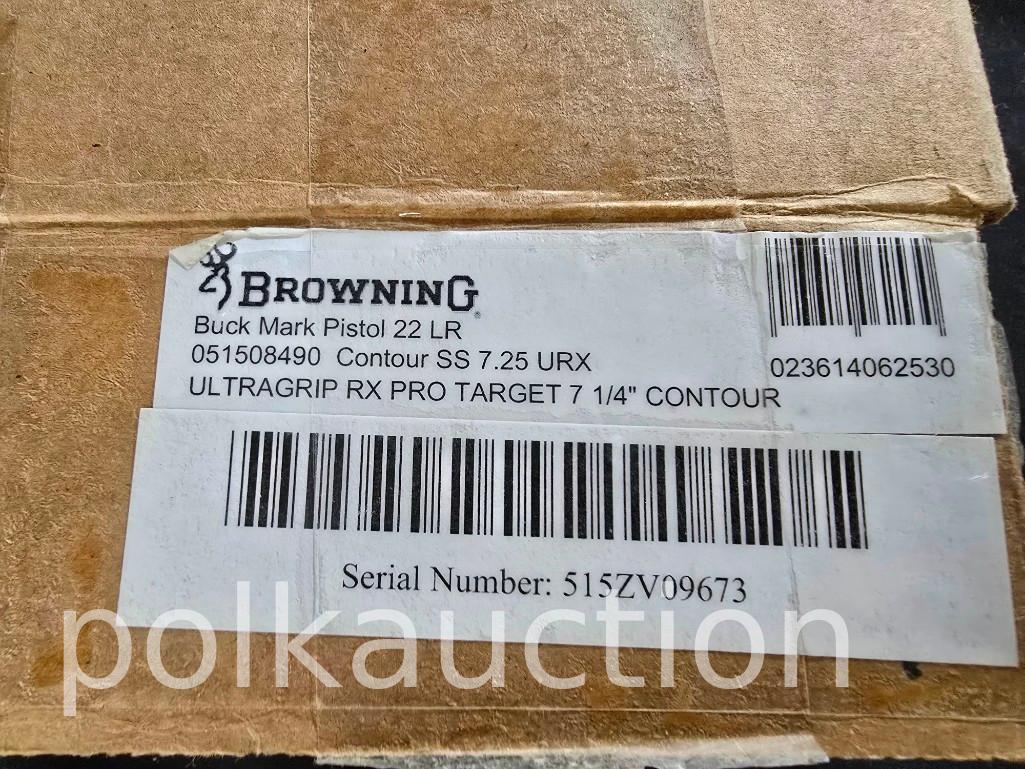 BROWNING®
Buck Mark Pistol 22 LR
051508490 Contour SS 7.25 URX
ULTRAGRIP RX PRO TARGET 7 1/4" CONTOUR
023614062530
Serial Number: 515ZV09673
polkauction